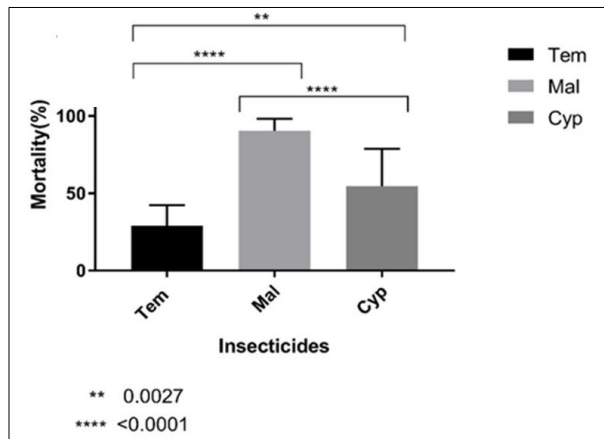 **
****
****
Tem
Mal
Cyp
Mortality(%)
100
50
0
Tem
Mal
Cyp
Insecticides
** 0.0027
**** <0.0001